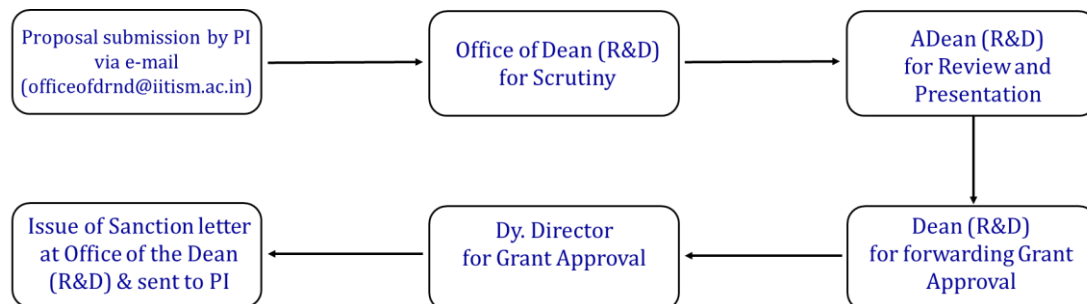 Proposal submission by PI
via e-mail
(officeofdrnd@iitism.ac.in)
Office of Dean (R&D)
for Scrutiny
ADean (R&D)
for Review and
Presentation
Dean (R&D)
for forwarding Grant
Approval
Dy. Director
for Grant Approval
Issue of Sanction letter
at Office of the Dean
(R&D) & sent to PI